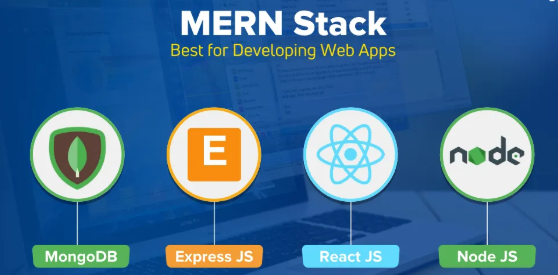 MERN Stack
Best for Developing Web Apps
E
node
MongoDB
Express JS
React JS
Node JS